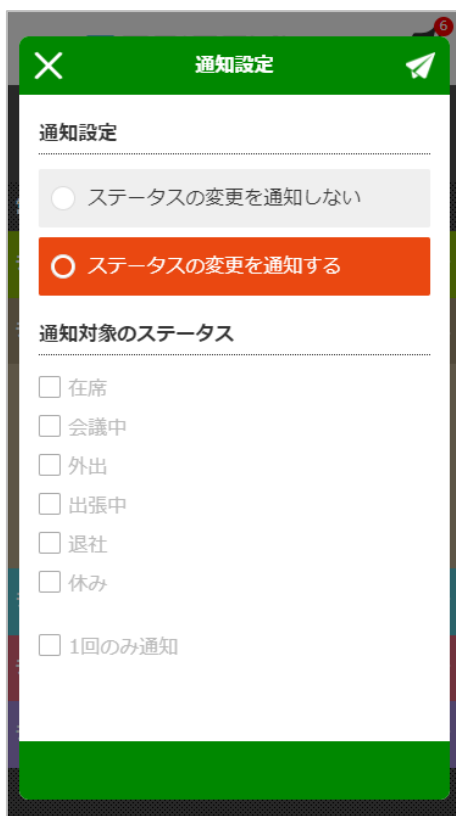 6
通知設定
通知設定
ステータスの変更を通知しない
ステータスの変更を通知する
通知対象のステータス
在席
会議中
外出
出張中
退社
休み
1回のみ通知